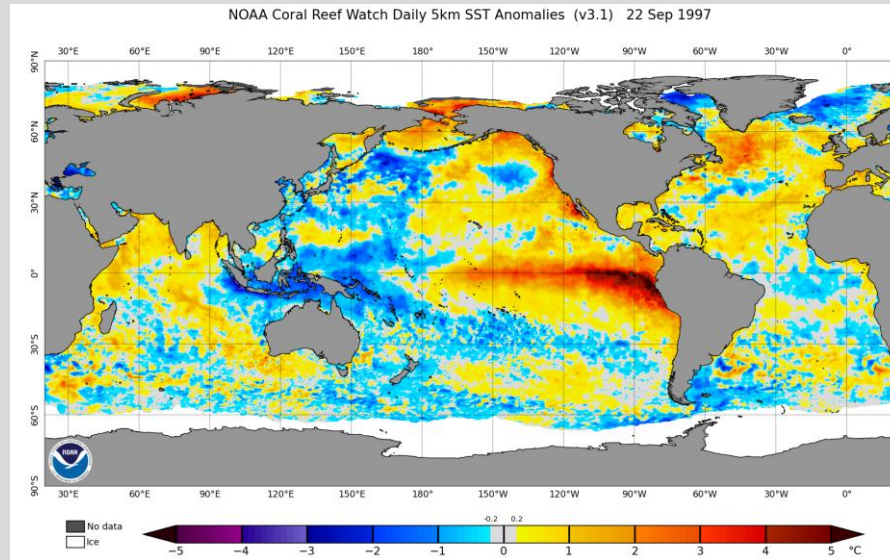 NOAA Coral Reef Watch Daily 5km SST Anomalies (v3.1) 22 Sep 1997
30°E 60°E 90°E 120°E 150°E 180° 150°W 120°W 90°W 60°W 30°W 0°
90°N
60°N
30°N
0°
30°S
60°S
90°S
NOAA
30°E 60°E 90°E 120°E 150°E 180° 150°W 120°W 90°W 60°W 30°W 0°
-0.2 0.2
No data
Ice
−5 −4 −3 −2 −1 0 1 2 3 4 5 °C